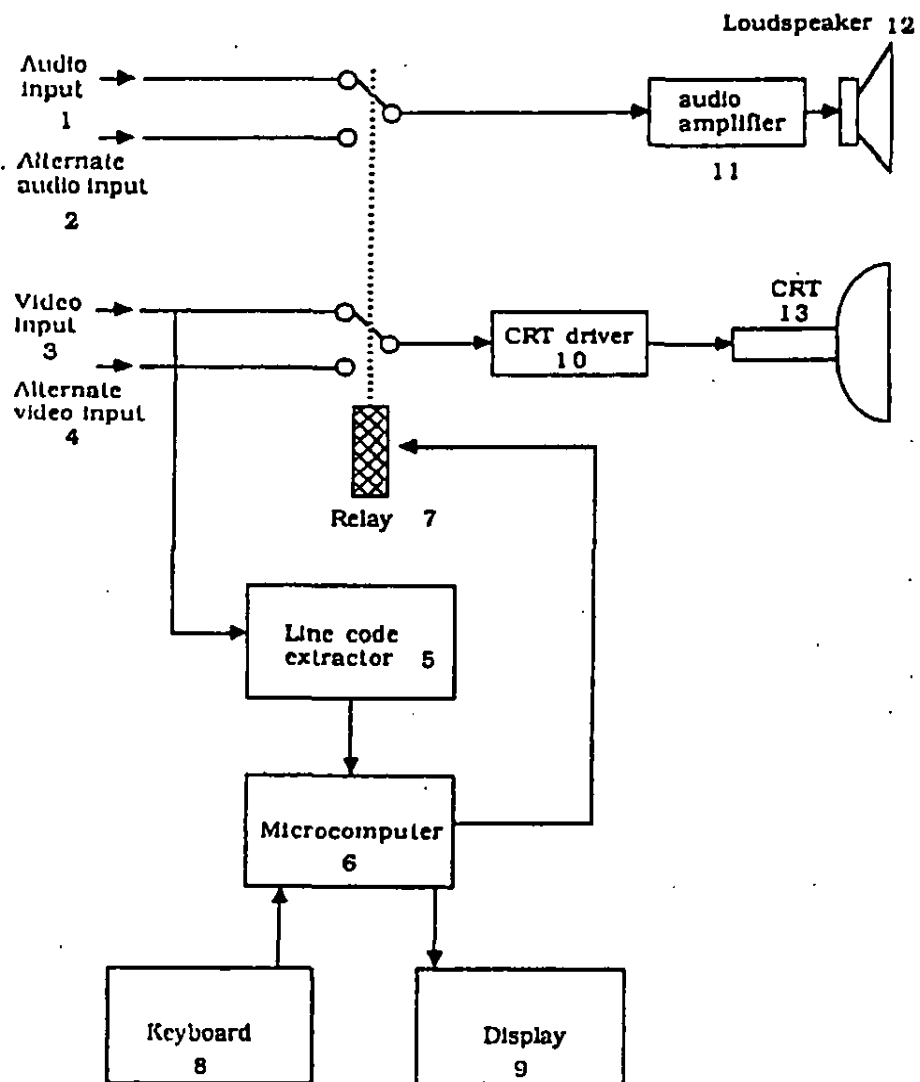 Loudspeaker 12
Audio
input
1
Alternate
audio input
2
audio
amplifier
11
Video
input
3
Alternate
video input
4
CRT driver
10
CRT
13
Relay 7
Line code
extractor 5
Microcomputer
6
Keyboard
8
Display
9